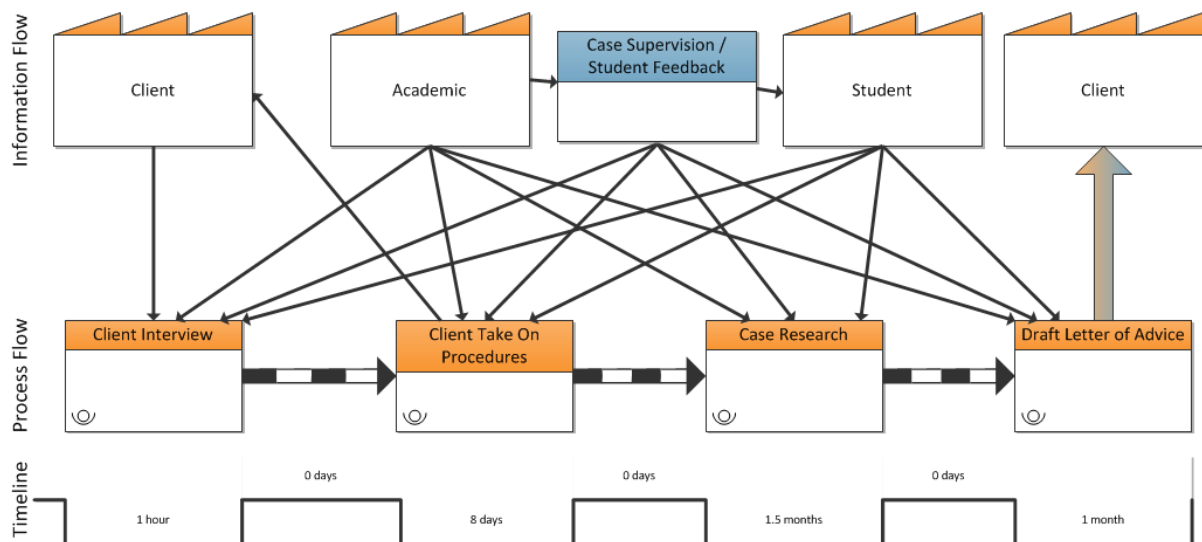 Information Flow
Client
Academic
Case Supervision /
Student Feedback
Student
Client
Process Flow
Client Interview
Client Take On
Procedures
Case Research
Draft Letter of Advice
Timeline
0 days
0 days
0 days
1 hour
8 days
1.5 months
1 month